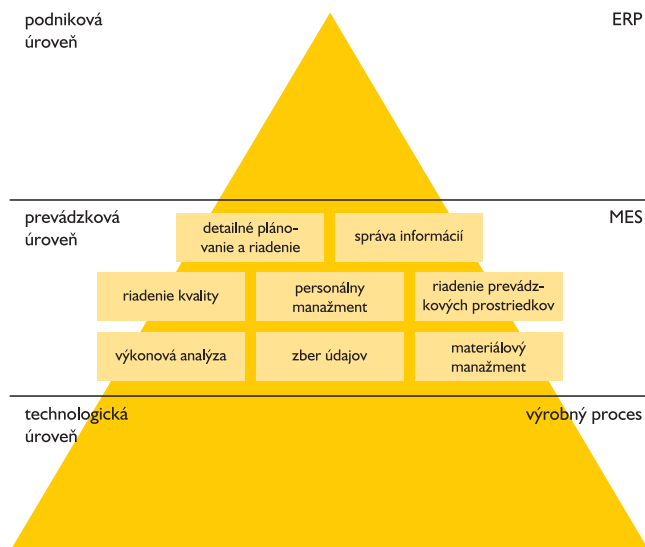 podniková
úroveň
ERP
prevádzková
úroveň
MES
detailné pláno-
vanie a riadenie
správa informácií
riadenie kvality
personálny
manažment
riadenie prevádz-
kových prostriedkov
výkonová analýza
zber údajov
materiálový
manažment
technologická
úroveň
výrobný proces